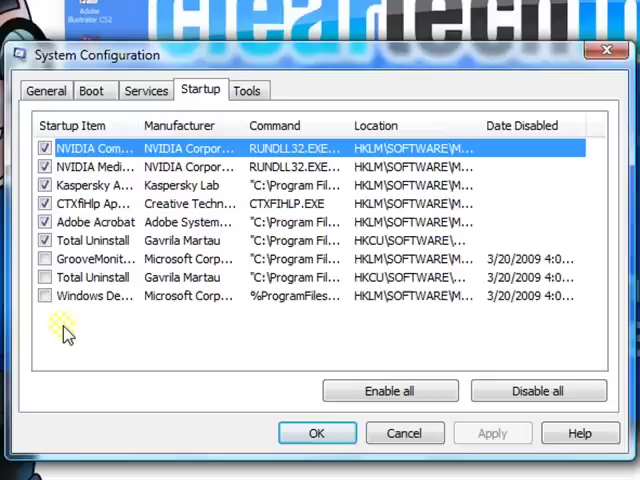 Adobe
Illustrator CS2
cleartech
System Configuration
General Boot Services Startup Tools
Startup Item Manufacturer Command Location Date Disabled
NVIDIA Com... NVIDIA Corpor... RUNDLL32.EXE... HKLM\SOFTWARE\M...
NVIDIA Medi... NVIDIA Corpor... RUNDLL32.EXE... HKLM\SOFTWARE\M...
Kaspersky A... Kaspersky Lab "C:\Program Fil... HKLM\SOFTWARE\M...
CTXfiHlp Ap... Creative Techn... CTXFIHLP.EXE HKLM\SOFTWARE\M...
Adobe Acrobat Adobe System... "C:\Program Fil... HKLM\SOFTWARE\M...
Total Uninstall Gavrila Martau "C:\Program Fil... HKCU\SOFTWARE\...
GrooveMonit... Microsoft Corp... "C:\Program Fil... HKLM\SOFTWARE\M... 3/20/2009 4:0...
Total Uninstall Gavrila Martau "C:\Program Fil... HKCU\SOFTWARE\... 3/20/2009 4:0...
Windows De... Microsoft Corp... %ProgramFiles... HKLM\SOFTWARE\M... 3/20/2009 4:0...
Enable all Disable all
OK Cancel Apply Help